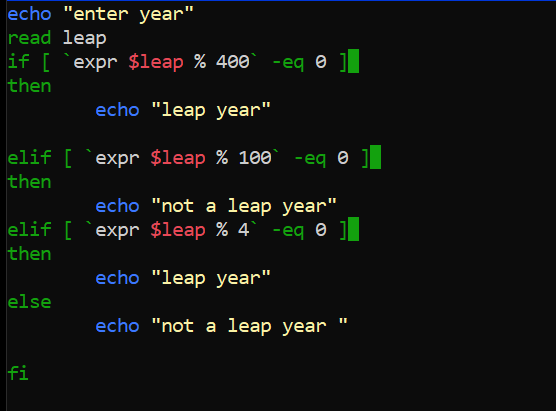 echo "enter year"
read leap
if [ `expr $leap % 400` -eq 0 ]
then
echo "leap year"
elif [ `expr $leap % 100` -eq 0 ]
then
echo "not a leap year"
elif [ `expr $leap % 4` -eq 0 ]
then
echo "leap year"
else
echo "not a leap year "
fi